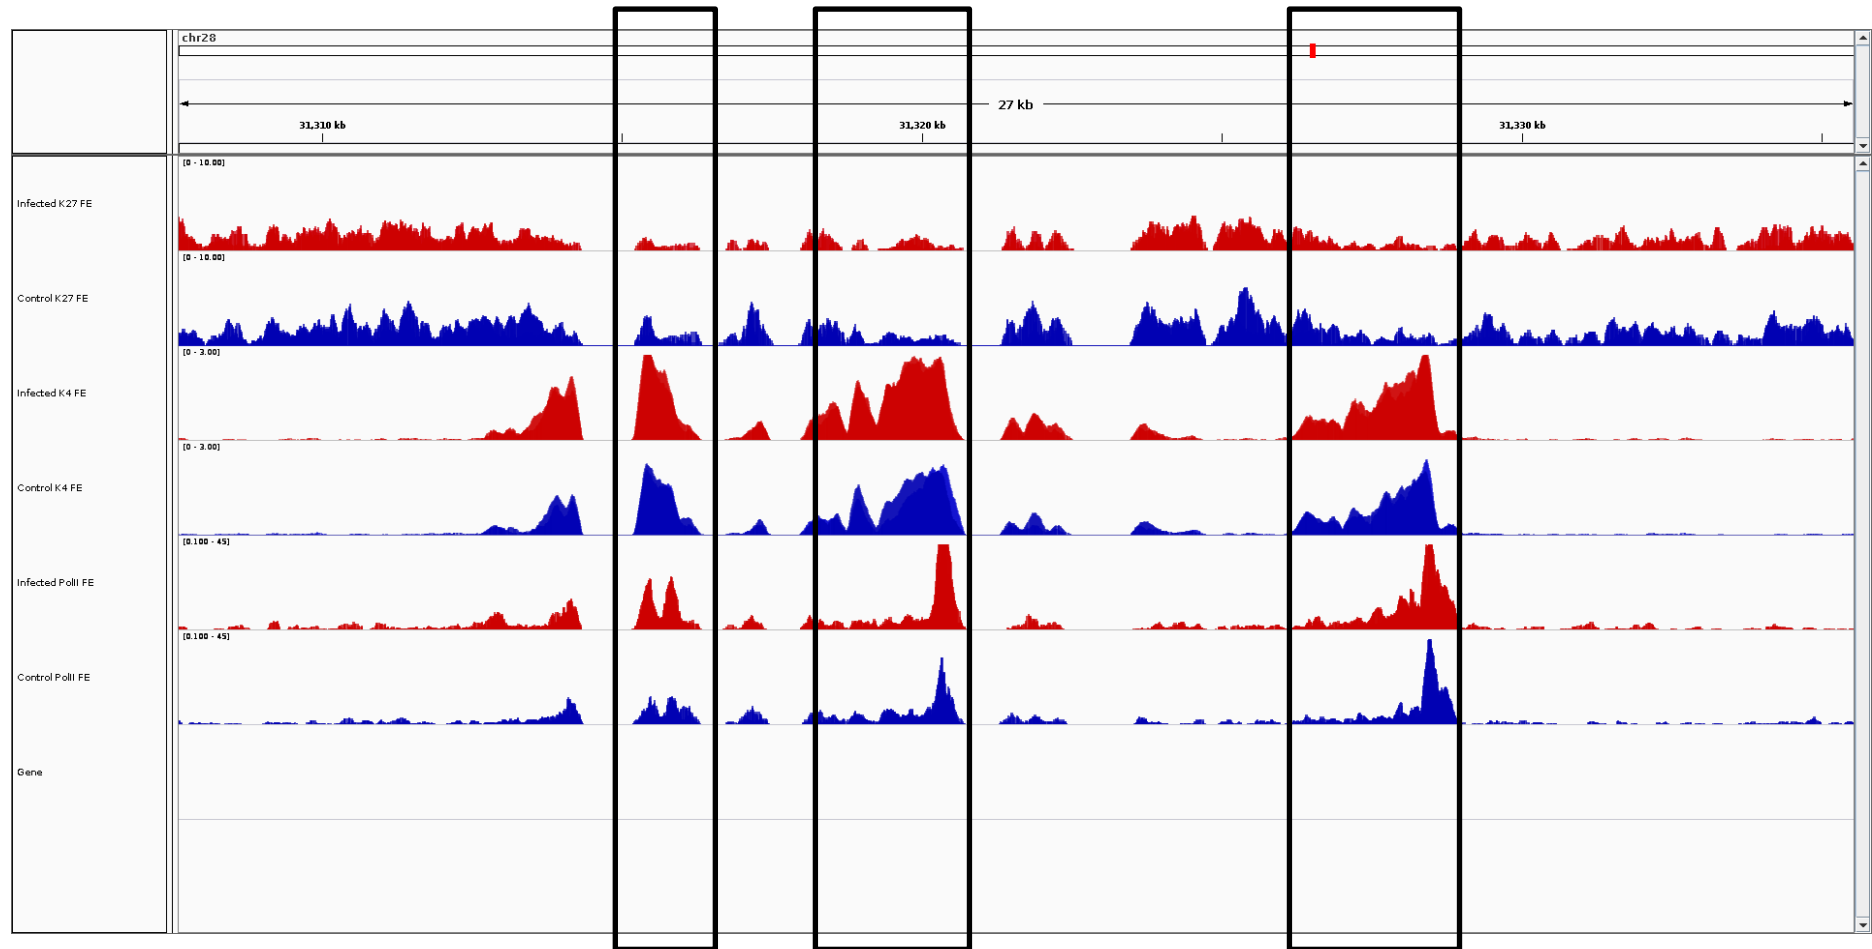 chr28
27 kb
31,310 kb 31,320 kb 31,330 kb
[0 - 10.00]
Infected K27 FE
[0 - 10.00]
Control K27 FE
[0 - 3.00]
Infected K4 FE
[0 - 3.00]
Control K4 FE
[0.100 - 45]
Infected PolII FE
[0.100 - 45]
Control PolII FE
Gene